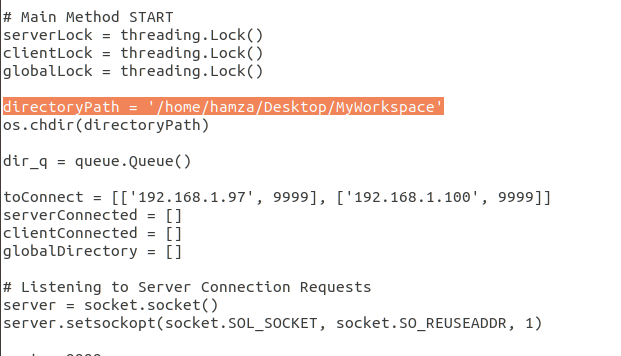 # Main Method START
serverLock = threading.Lock()
clientLock = threading.Lock()
globalLock = threading.Lock()
directoryPath = '/home/hamza/Desktop/MyWorkspace'
os.chdir(directoryPath)
dir_q = queue.Queue()
toConnect = [['192.168.1.97', 9999], ['192.168.1.100', 9999]]
serverConnected = []
clientConnected = []
globalDirectory = []
# Listening to Server Connection Requests
server = socket.socket()
server.setsockopt(socket.SOL_SOCKET, socket.SO_REUSEADDR, 1)